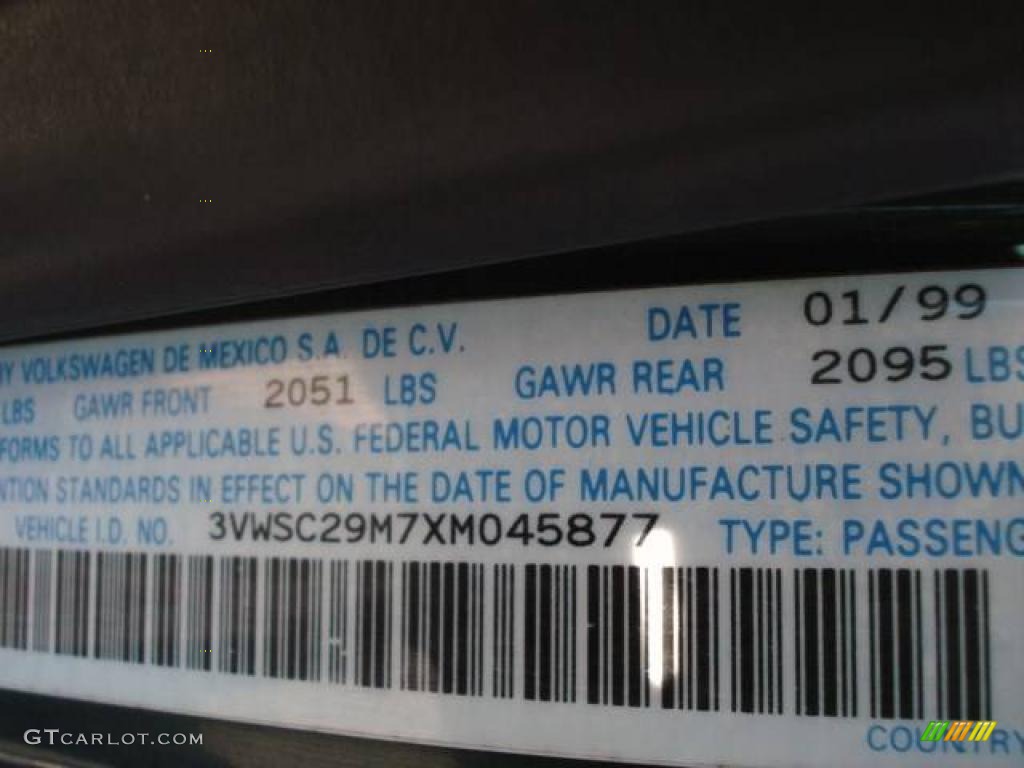 BY VOLKSWAGEN DE MEXICO S.A. DE C.V. DATE 01/99
LBS GAWR FRONT 2051 LBS GAWR REAR 2095 LBS
FORMS TO ALL APPLICABLE U.S. FEDERAL MOTOR VEHICLE SAFETY, BU
NTION STANDARDS IN EFFECT ON THE DATE OF MANUFACTURE SHOWN
VEHICLE I.D. NO. 3VWSC29M7XM045877 TYPE: PASSENG
COUNTRY
GTCARLOT.COM